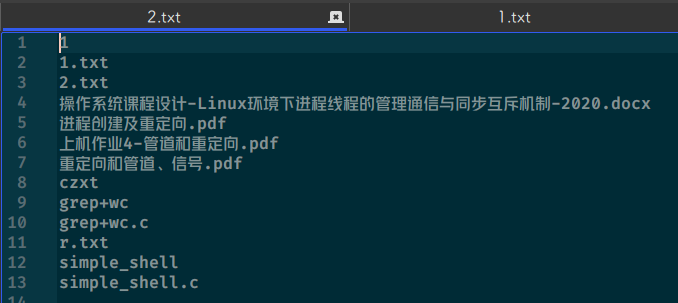 2.txt 1.txt
1 1
2 1.txt
3 2.txt
4 操作系统课程设计-Linux环境下进程线程的管理通信与同步互斥机制-2020.docx
5 进程创建及重定向.pdf
6 上机作业4-管道和重定向.pdf
7 重定向和管道、信号.pdf
8 czxt
9 grep+wc
10 grep+wc.c
11 r.txt
12 simple_shell
13 simple_shell.c
14